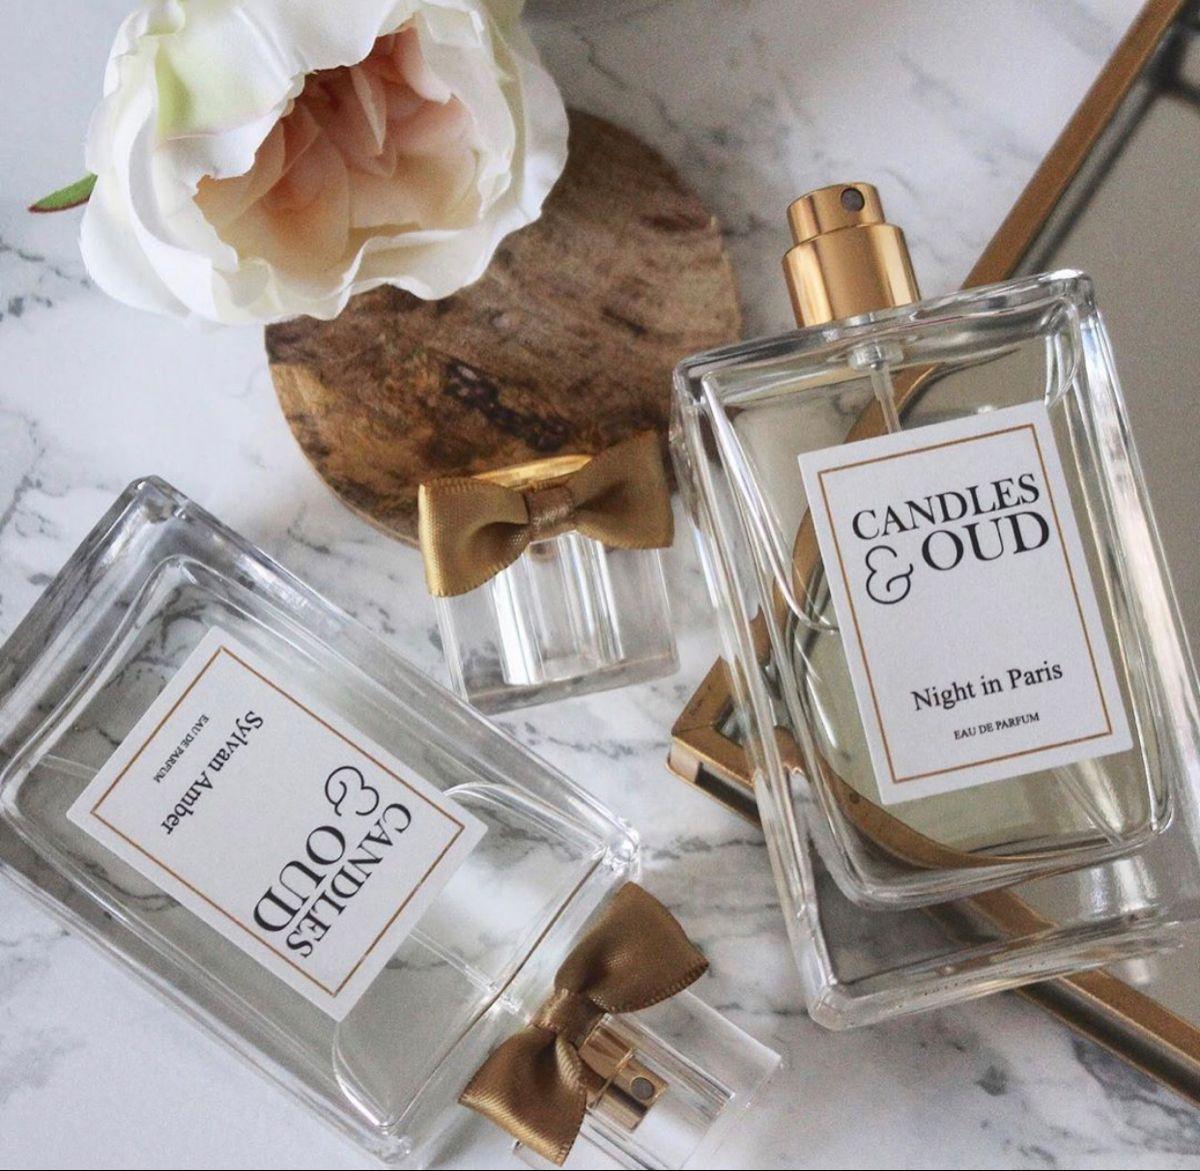 CANDLES
& OUD
Night in Paris
EAU DE PARFUM
CANDLES
& OUD
Sylvan Amber
EAU DE PARFUM